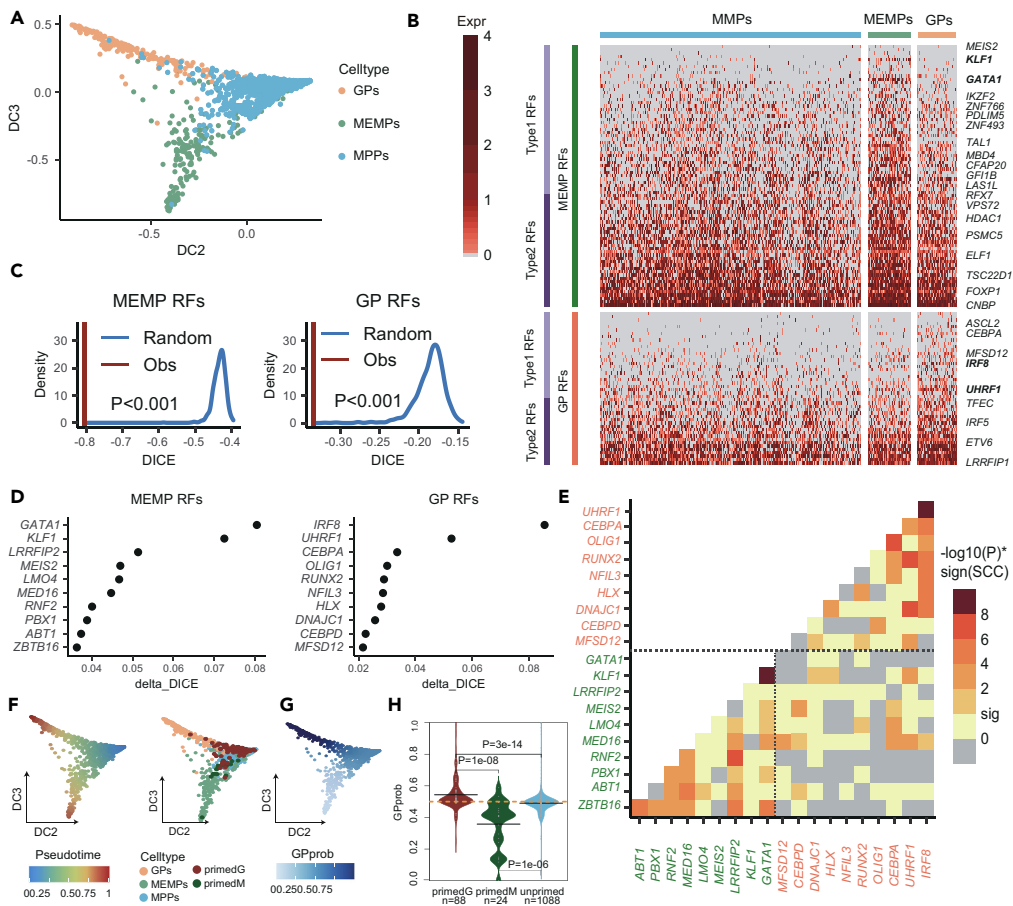 A
0.5
0.0
-0.5
DC3
-0.5
0.0
DC2
Celltype
GPs
MEMPs
MPPs
B
Expr
4
3
2
1
0
MMPs
MEMPs
GPs
Type1 RFs
Type2 RFs
MEMP RFs
Type1 RFs
Type2 RFs
GP RFs
MEIS2
KLF1
GATA1
IKZF2
ZNF766
PDLIM5
ZNF493
TAL1
MBD4
CFAP20
GFI1B
LAS1L
RFX7
VPS72
HDAC1
PSMC5
ELF1
TSC22D1
FOXP1
CNBP
ASCL2
CEBPA
MFSD12
IRF8
UHRF1
TFEC
IRF5
ETV6
LRRFIP1
C
MEMP RFs
Random
Obs
P<0.001
Density
30
20
10
0
-0.8
-0.7
-0.6
-0.5
-0.4
DICE
GP RFs
Random
Obs
P<0.001
Density
30
20
10
0
-0.30
-0.25
-0.20
-0.15
DICE
D
MEMP RFs
GATA1
KLF1
LRRFIP2
MEIS2
LMO4
MED16
RNF2
PBX1
ABT1
ZBTB16
0.04
0.06
0.08
delta_DICE
GP RFs
IRF8
UHRF1
CEBPA
OLIG1
RUNX2
NFIL3
HLX
DNAJC1
CEBPD
MFSD12
0.02
0.04
0.06
0.08
delta_DICE
E
UHRF1
CEBPA
OLIG1
RUNX2
NFIL3
HLX
DNAJC1
CEBPD
MFSD12
GATA1
KLF1
LRRFIP2
MEIS2
LMO4
MED16
RNF2
PBX1
ABT1
ZBTB16
ABT1
PBX1
RNF2
MED16
LMO4
MEIS2
LRRFIP2
KLF1
GATA1
MFSD12
CEBPD
DNAJC1
HLX
NFIL3
RUNX2
OLIG1
CEBPA
UHRF1
IRF8
-log10(P)*
sign(SCC)
8
6
4
2
sig
0
F
DC3
DC2
Pseudotime
00.25
0.50.75
1
DC3
DC2
Celltype
GPs
MEMPs
MPPs
primedG
primedM
G
DC3
DC2
GPprob
00.250.50.75
H
GPprob
1.0
0.8
0.6
0.4
0.2
0.0
P=3e-14
P=1e-08
P=1e-06
primedG
n=88
primedM
n=24
unprimed
n=1088